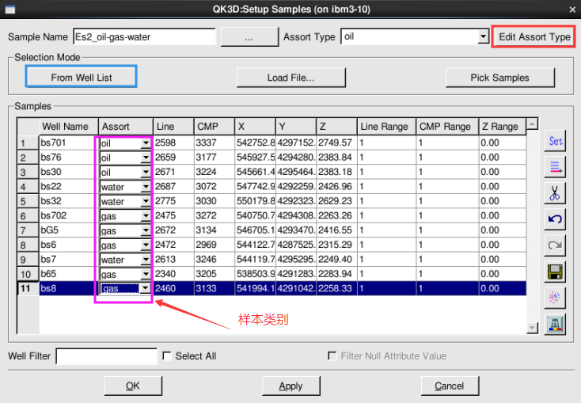 QK3D:Setup Samples (on ibm3-10)
Sample Name Es2_oil-gas-water ... Assort Type oil Edit Assort Type
Selection Mode
From Well List Load File... Pick Samples
Samples
Well Name Assort Line CMP X Y Z Line Range CMP Range Z Range
1 bs701 oil 2598 3337 542752.8 4297152. 2749.57 1 1 0.00
2 bs76 oil 2659 3177 545927.5 4294280. 2383.84 1 1 0.00
3 bs30 oil 2671 3224 545661.4 4295464. 2383.18 1 1 0.00
4 bs22 water 2687 3072 547742.9 4292259. 2426.96 1 1 0.00
5 bs32 water 2775 3030 550179.8 4292323. 2629.23 1 1 0.00
6 bs702 gas 2475 3272 540750.7 4294308. 2263.26 1 1 0.00
7 bG5 gas 2672 3134 546705.1 4293470. 2416.55 1 1 0.00
8 bs6 gas 2472 2969 544122.7 4287525. 2315.29 1 1 0.00
9 bs7 water 2613 3246 544119.7 4295295. 2249.40 1 1 0.00
10 b65 gas 2340 3205 538503.9 4291283. 2283.94 1 1 0.00
11 bs8 gas 2460 3133 541994.1 4291042. 2258.33 1 1 0.00
Set
样本类别
Well Filter Select All Filter Null Attribute Value
OK Apply Cancel